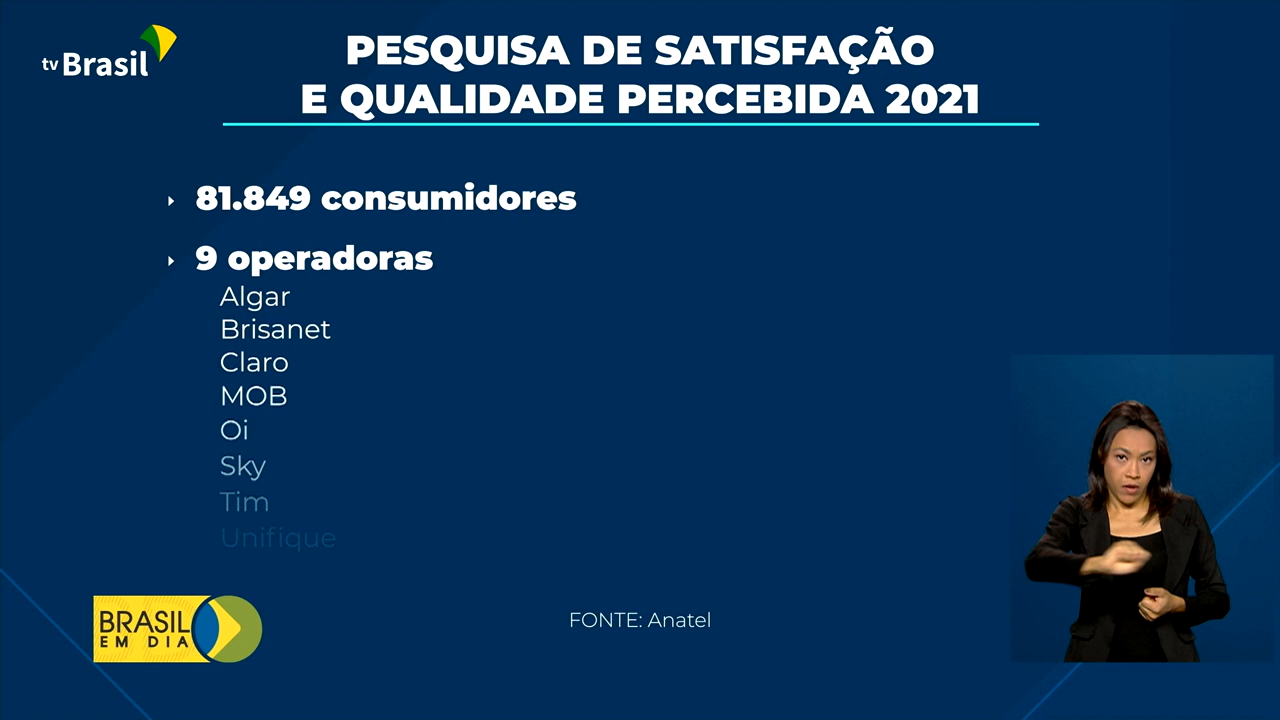 tv Brasil
PESQUISA DE SATISFAÇÃO
E QUALIDADE PERCEBIDA 2021
81.849 consumidores
9 operadoras
Algar
Brisanet
Claro
MOB
Oi
Sky
Tim
Unifique
BRASIL
EM DIA
FONTE: Anatel